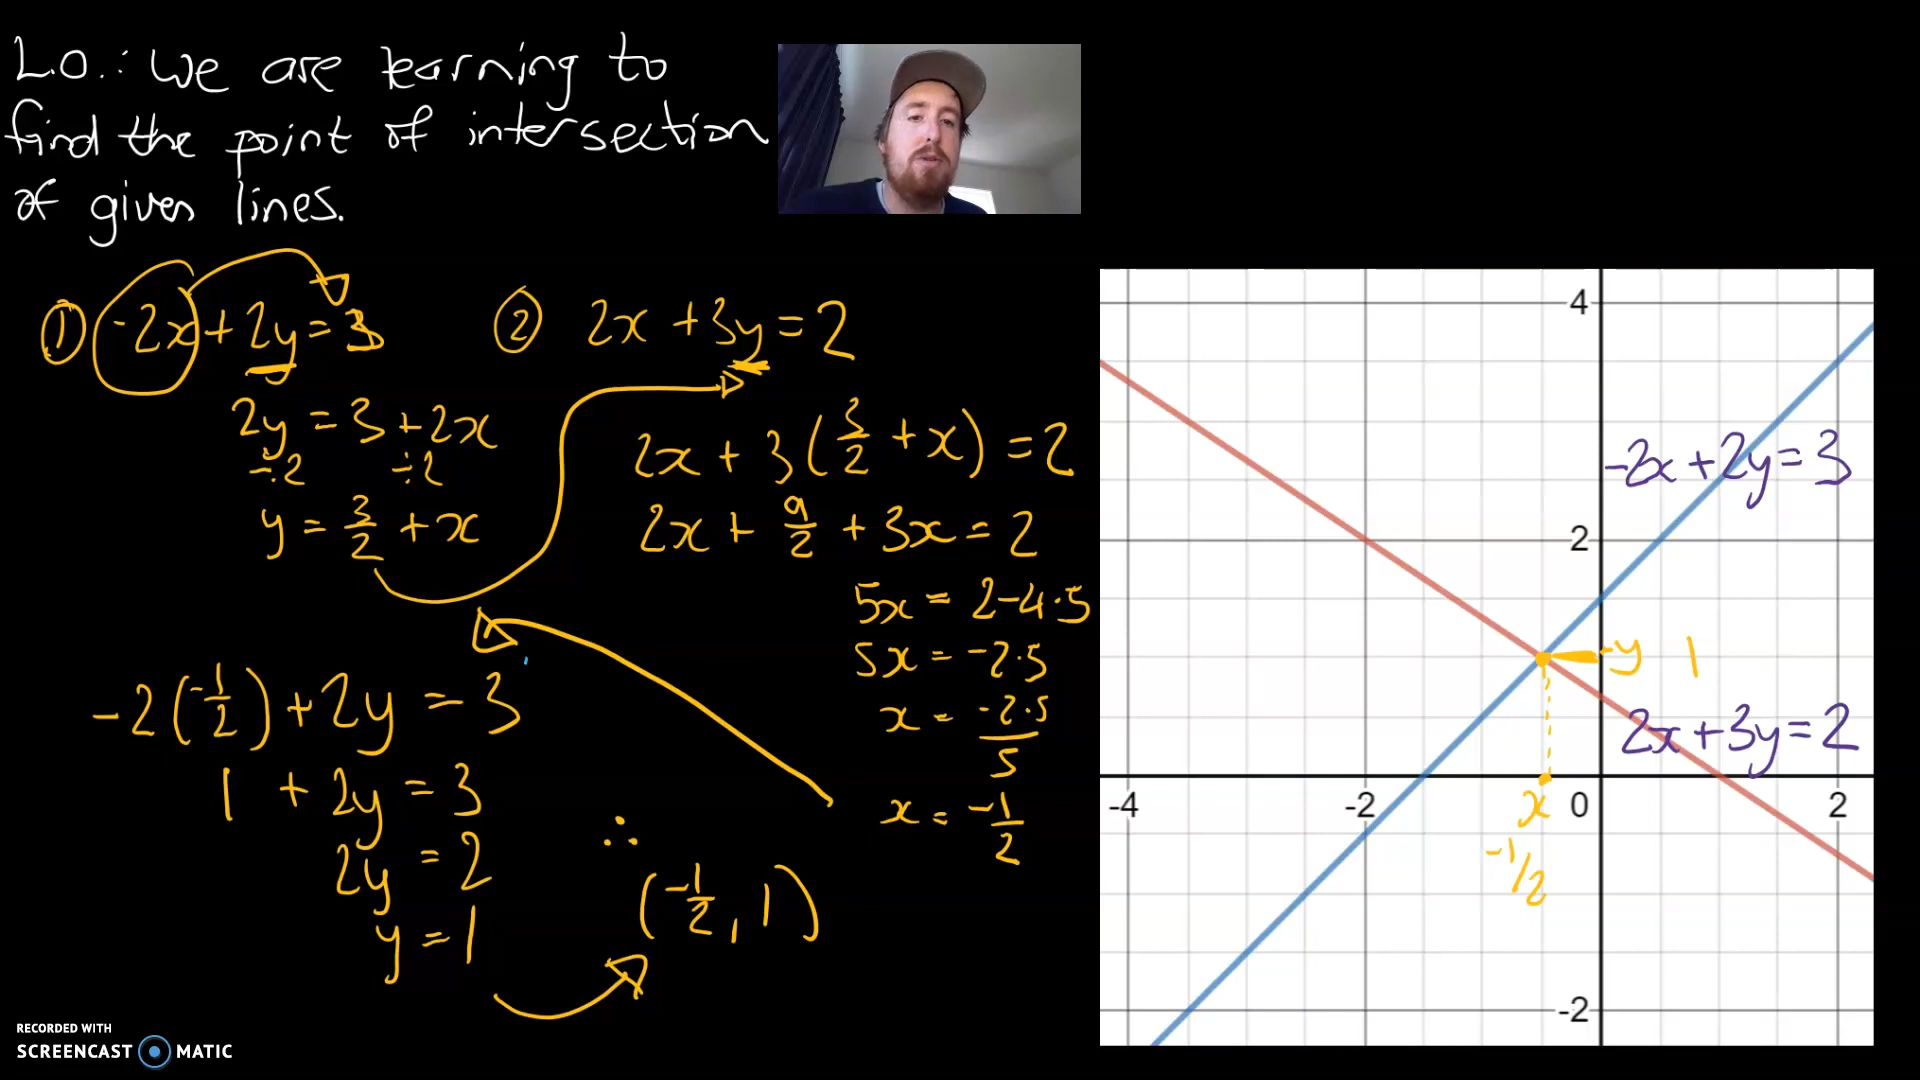 L.O.: We are learning to
find the point of intersection
of given lines.
① -2x + 2y = 3
2y = 3 + 2x
÷2 ÷2
y = 3/2 + x
② 2x + 3y = 2
2x + 3(3/2 + x) = 2
2x + 9/2 + 3x = 2
5x = 2 - 4·5
5x = -2·5
x = -2·5/5
x = -1/2
-2(-1/2) + 2y = 3
1 + 2y = 3
2y = 2
y = 1
∴
(-1/2, 1)
4
-2x + 2y = 3
2
y 1
2x + 3y = 2
-4 -2 0 2
x
-1/2
-2
RECORDED WITH
SCREENCAST MATIC